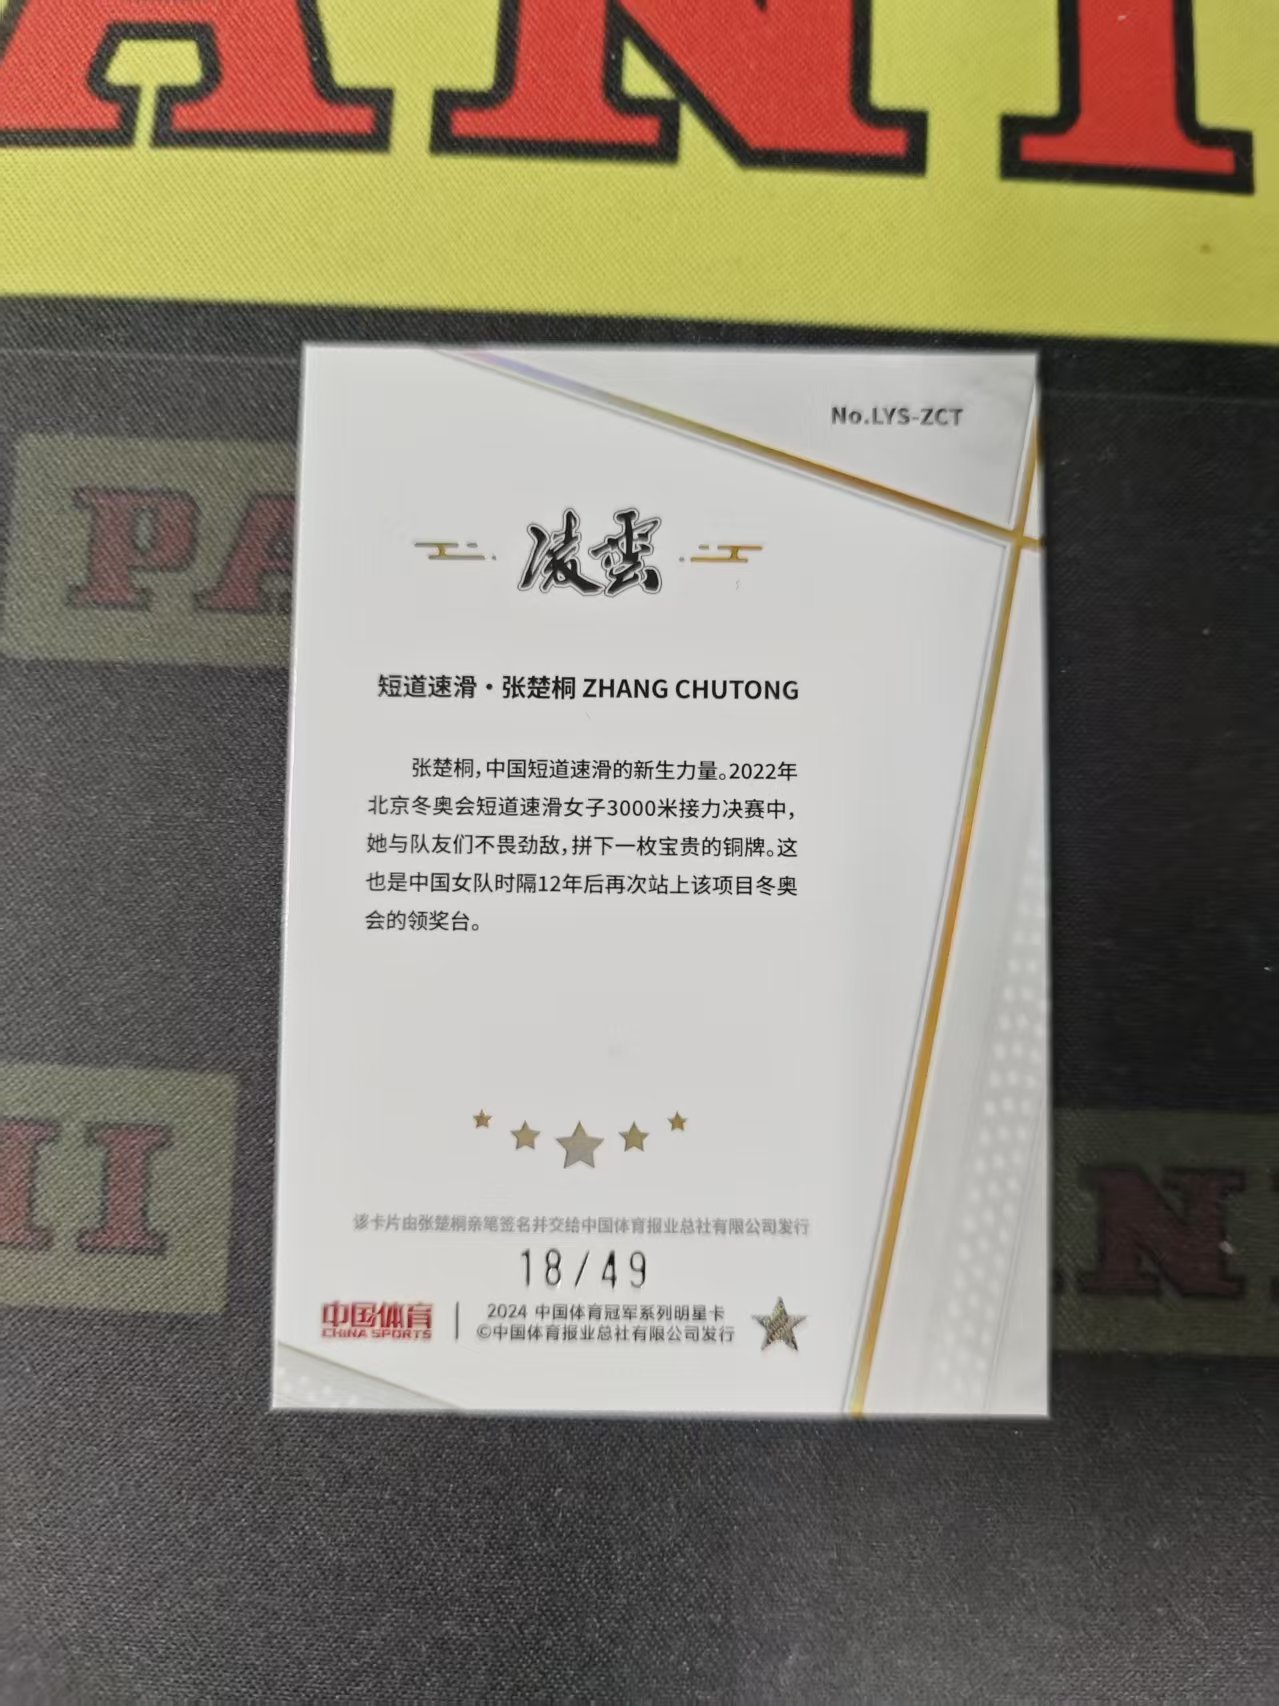 ANI
PA
No.LYS-ZCT
凌雲
短道速滑·张楚桐 ZHANG CHUTONG
张楚桐,中国短道速滑的新生力量。2022年
北京冬奥会短道速滑女子3000米接力决赛中,
她与队友们不畏劲敌,拼下一枚宝贵的铜牌。这
也是中国女队时隔12年后再次站上该项目冬奥
会的领奖台。
II
NI
该卡片由张楚桐亲笔签名并交给中国体育报业总社有限公司发行
18/49
中国体育
CHINA SPORTS
2024 中国体育冠军系列明星卡
©中国体育报业总社有限公司发行